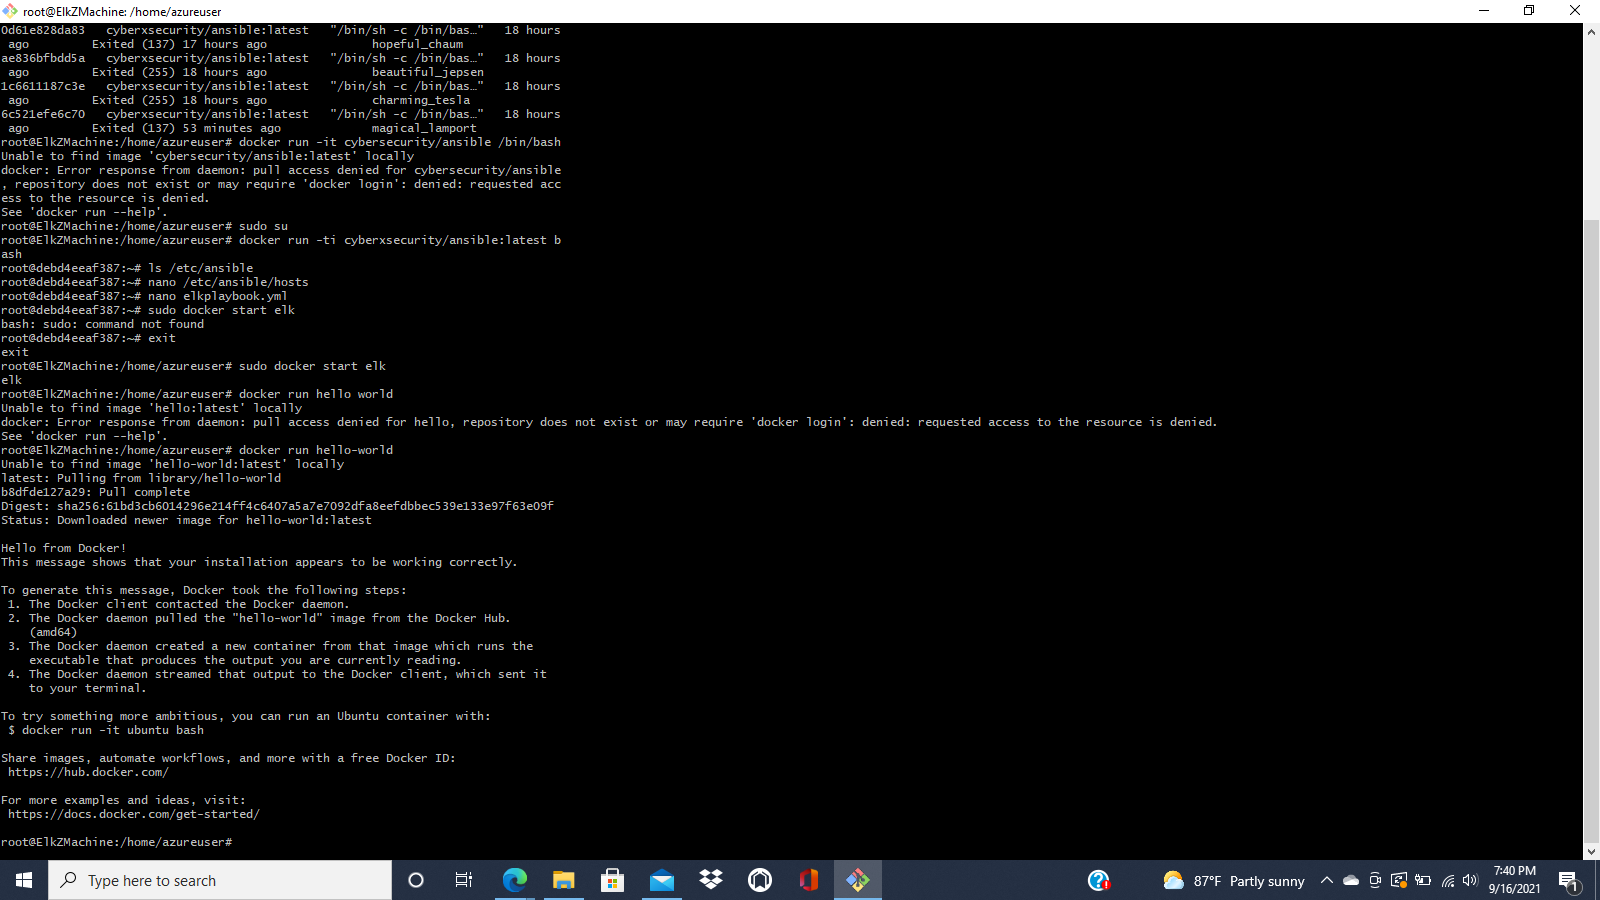 root@ElkZMachine: /home/azureuser
0d61e828da83   cyberxsecurity/ansible:latest   "/bin/sh -c /bin/bas…"   18 hours
 ago         Exited (137) 17 hours ago               hopeful_chaum
ae836bfbdd5a   cyberxsecurity/ansible:latest   "/bin/sh -c /bin/bas…"   18 hours
 ago         Exited (255) 18 hours ago               beautiful_jepsen
1c6611187c3e   cyberxsecurity/ansible:latest   "/bin/sh -c /bin/bas…"   18 hours
 ago         Exited (255) 18 hours ago               charming_tesla
6c521efe6c70   cyberxsecurity/ansible:latest   "/bin/sh -c /bin/bas…"   18 hours
 ago         Exited (137) 53 minutes ago             magical_lamport
root@ElkZMachine:/home/azureuser# docker run -it cybersecurity/ansible /bin/bash
Unable to find image 'cybersecurity/ansible:latest' locally
docker: Error response from daemon: pull access denied for cybersecurity/ansible
, repository does not exist or may require 'docker login': denied: requested acc
ess to the resource is denied.
See 'docker run --help'.
root@ElkZMachine:/home/azureuser# sudo su
root@ElkZMachine:/home/azureuser# docker run -ti cyberxsecurity/ansible:latest b
ash
root@debd4eeaf387:~# ls /etc/ansible
root@debd4eeaf387:~# nano /etc/ansible/hosts
root@debd4eeaf387:~# nano elkplaybook.yml
root@debd4eeaf387:~# sudo docker start elk
bash: sudo: command not found
root@debd4eeaf387:~# exit
exit
root@ElkZMachine:/home/azureuser# sudo docker start elk
elk
root@ElkZMachine:/home/azureuser# docker run hello world
Unable to find image 'hello:latest' locally
docker: Error response from daemon: pull access denied for hello, repository does not exist or may require 'docker login': denied: requested access to the resource is denied.
See 'docker run --help'.
root@ElkZMachine:/home/azureuser# docker run hello-world
Unable to find image 'hello-world:latest' locally
latest: Pulling from library/hello-world
b8dfde127a29: Pull complete
Digest: sha256:61bd3cb6014296e214ff4c6407a5a7e7092dfa8eefdbbec539e133e97f63e09f
Status: Downloaded newer image for hello-world:latest

Hello from Docker!
This message shows that your installation appears to be working correctly.

To generate this message, Docker took the following steps:
 1. The Docker client contacted the Docker daemon.
 2. The Docker daemon pulled the "hello-world" image from the Docker Hub.
    (amd64)
 3. The Docker daemon created a new container from that image which runs the
    executable that produces the output you are currently reading.
 4. The Docker daemon streamed that output to the Docker client, which sent it
    to your terminal.

To try something more ambitious, you can run an Ubuntu container with:
 $ docker run -it ubuntu bash

Share images, automate workflows, and more with a free Docker ID:
 https://hub.docker.com/

For more examples and ideas, visit:
 https://docs.docker.com/get-started/

root@ElkZMachine:/home/azureuser#
Type here to search
87°F Partly sunny
7:40 PM
9/16/2021
1